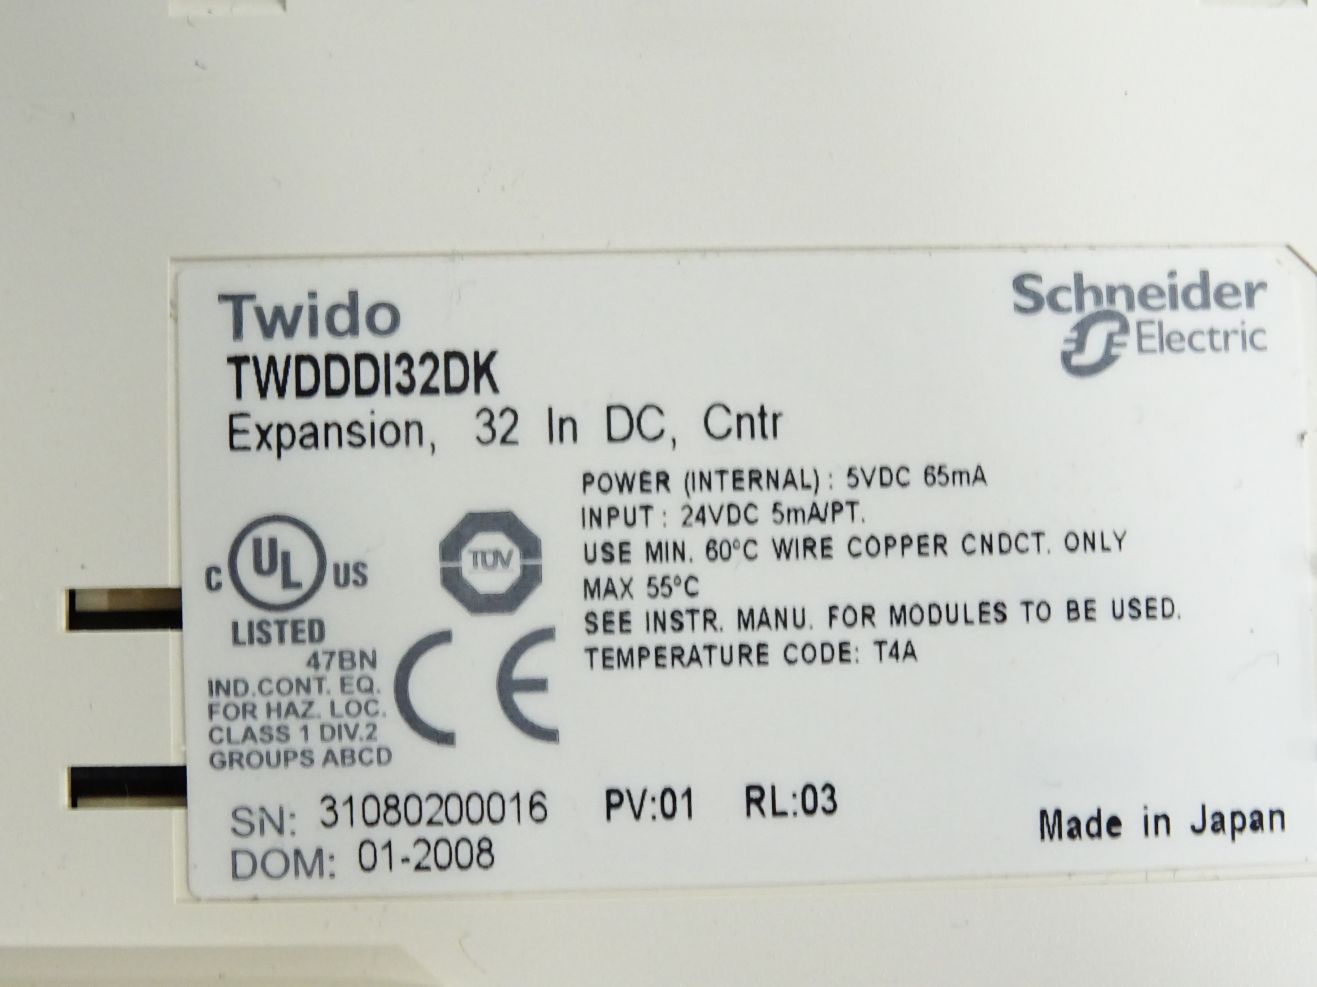 Twido
Schneider
Electric
TWDDDI32DK
Expansion, 32 In DC, Cntr
POWER (INTERNAL) : 5VDC 65mA
INPUT : 24VDC 5mA/PT.
USE MIN. 60°C WIRE COPPER CNDCT. ONLY
MAX 55°C
SEE INSTR. MANU. FOR MODULES TO BE USED.
TEMPERATURE CODE: T4A
C UL US
LISTED
TÜV
47BN
IND.CONT. EQ.
FOR HAZ. LOC.
CLASS 1 DIV.2
GROUPS ABCD
CE
SN: 31080200016 PV:01 RL:03
DOM: 01-2008
Made in Japan